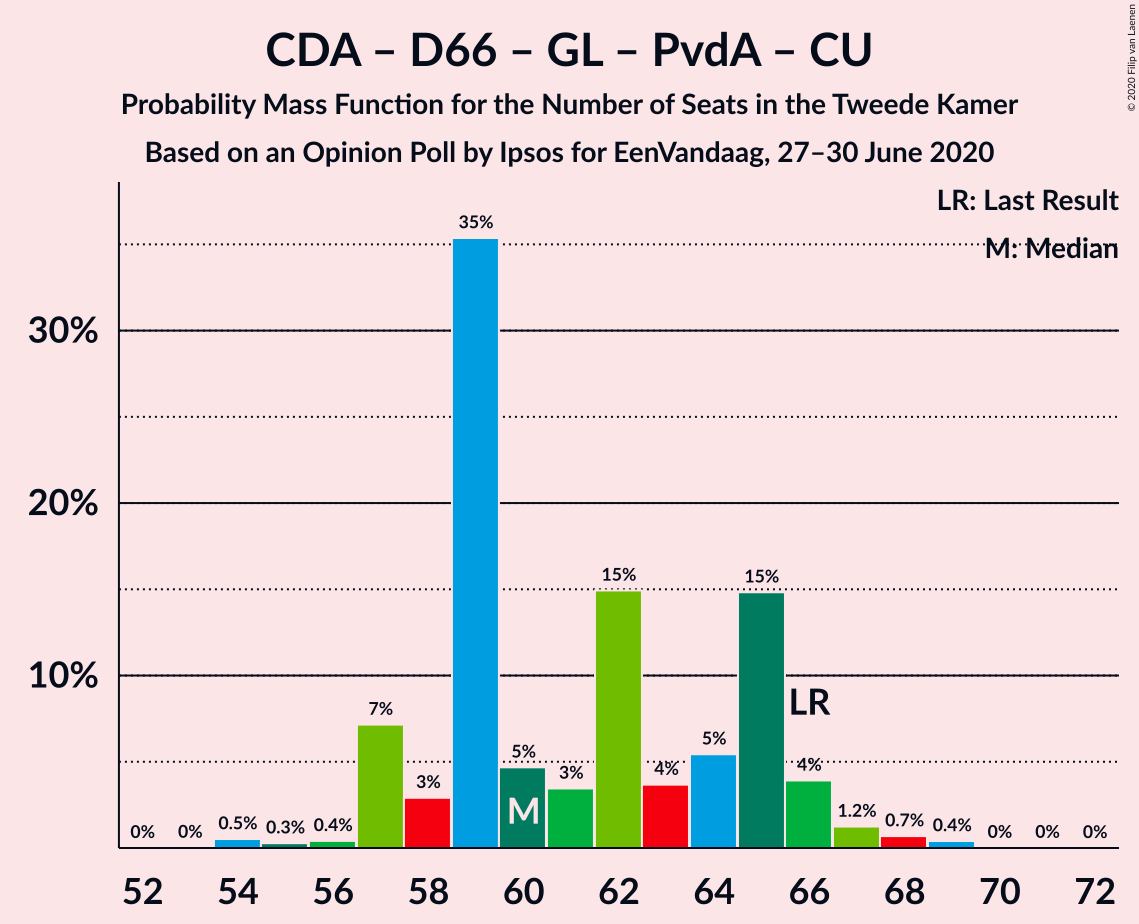 CDA – D66 – GL – PvdA – CU
Probability Mass Function for the Number of Seats in the Tweede Kamer
Based on an Opinion Poll by Ipsos for EenVandaag, 27–30 June 2020
© 2020 Filip van Laenen
LR: Last Result
M: Median
30%
20%
10%
0%
0%
0.5%
0.3%
0.4%
7%
3%
35%
5%
3%
15%
4%
5%
15%
4%
1.2%
0.7%
0.4%
0%
0%
0%
M
LR
52 54 56 58 60 62 64 66 68 70 72